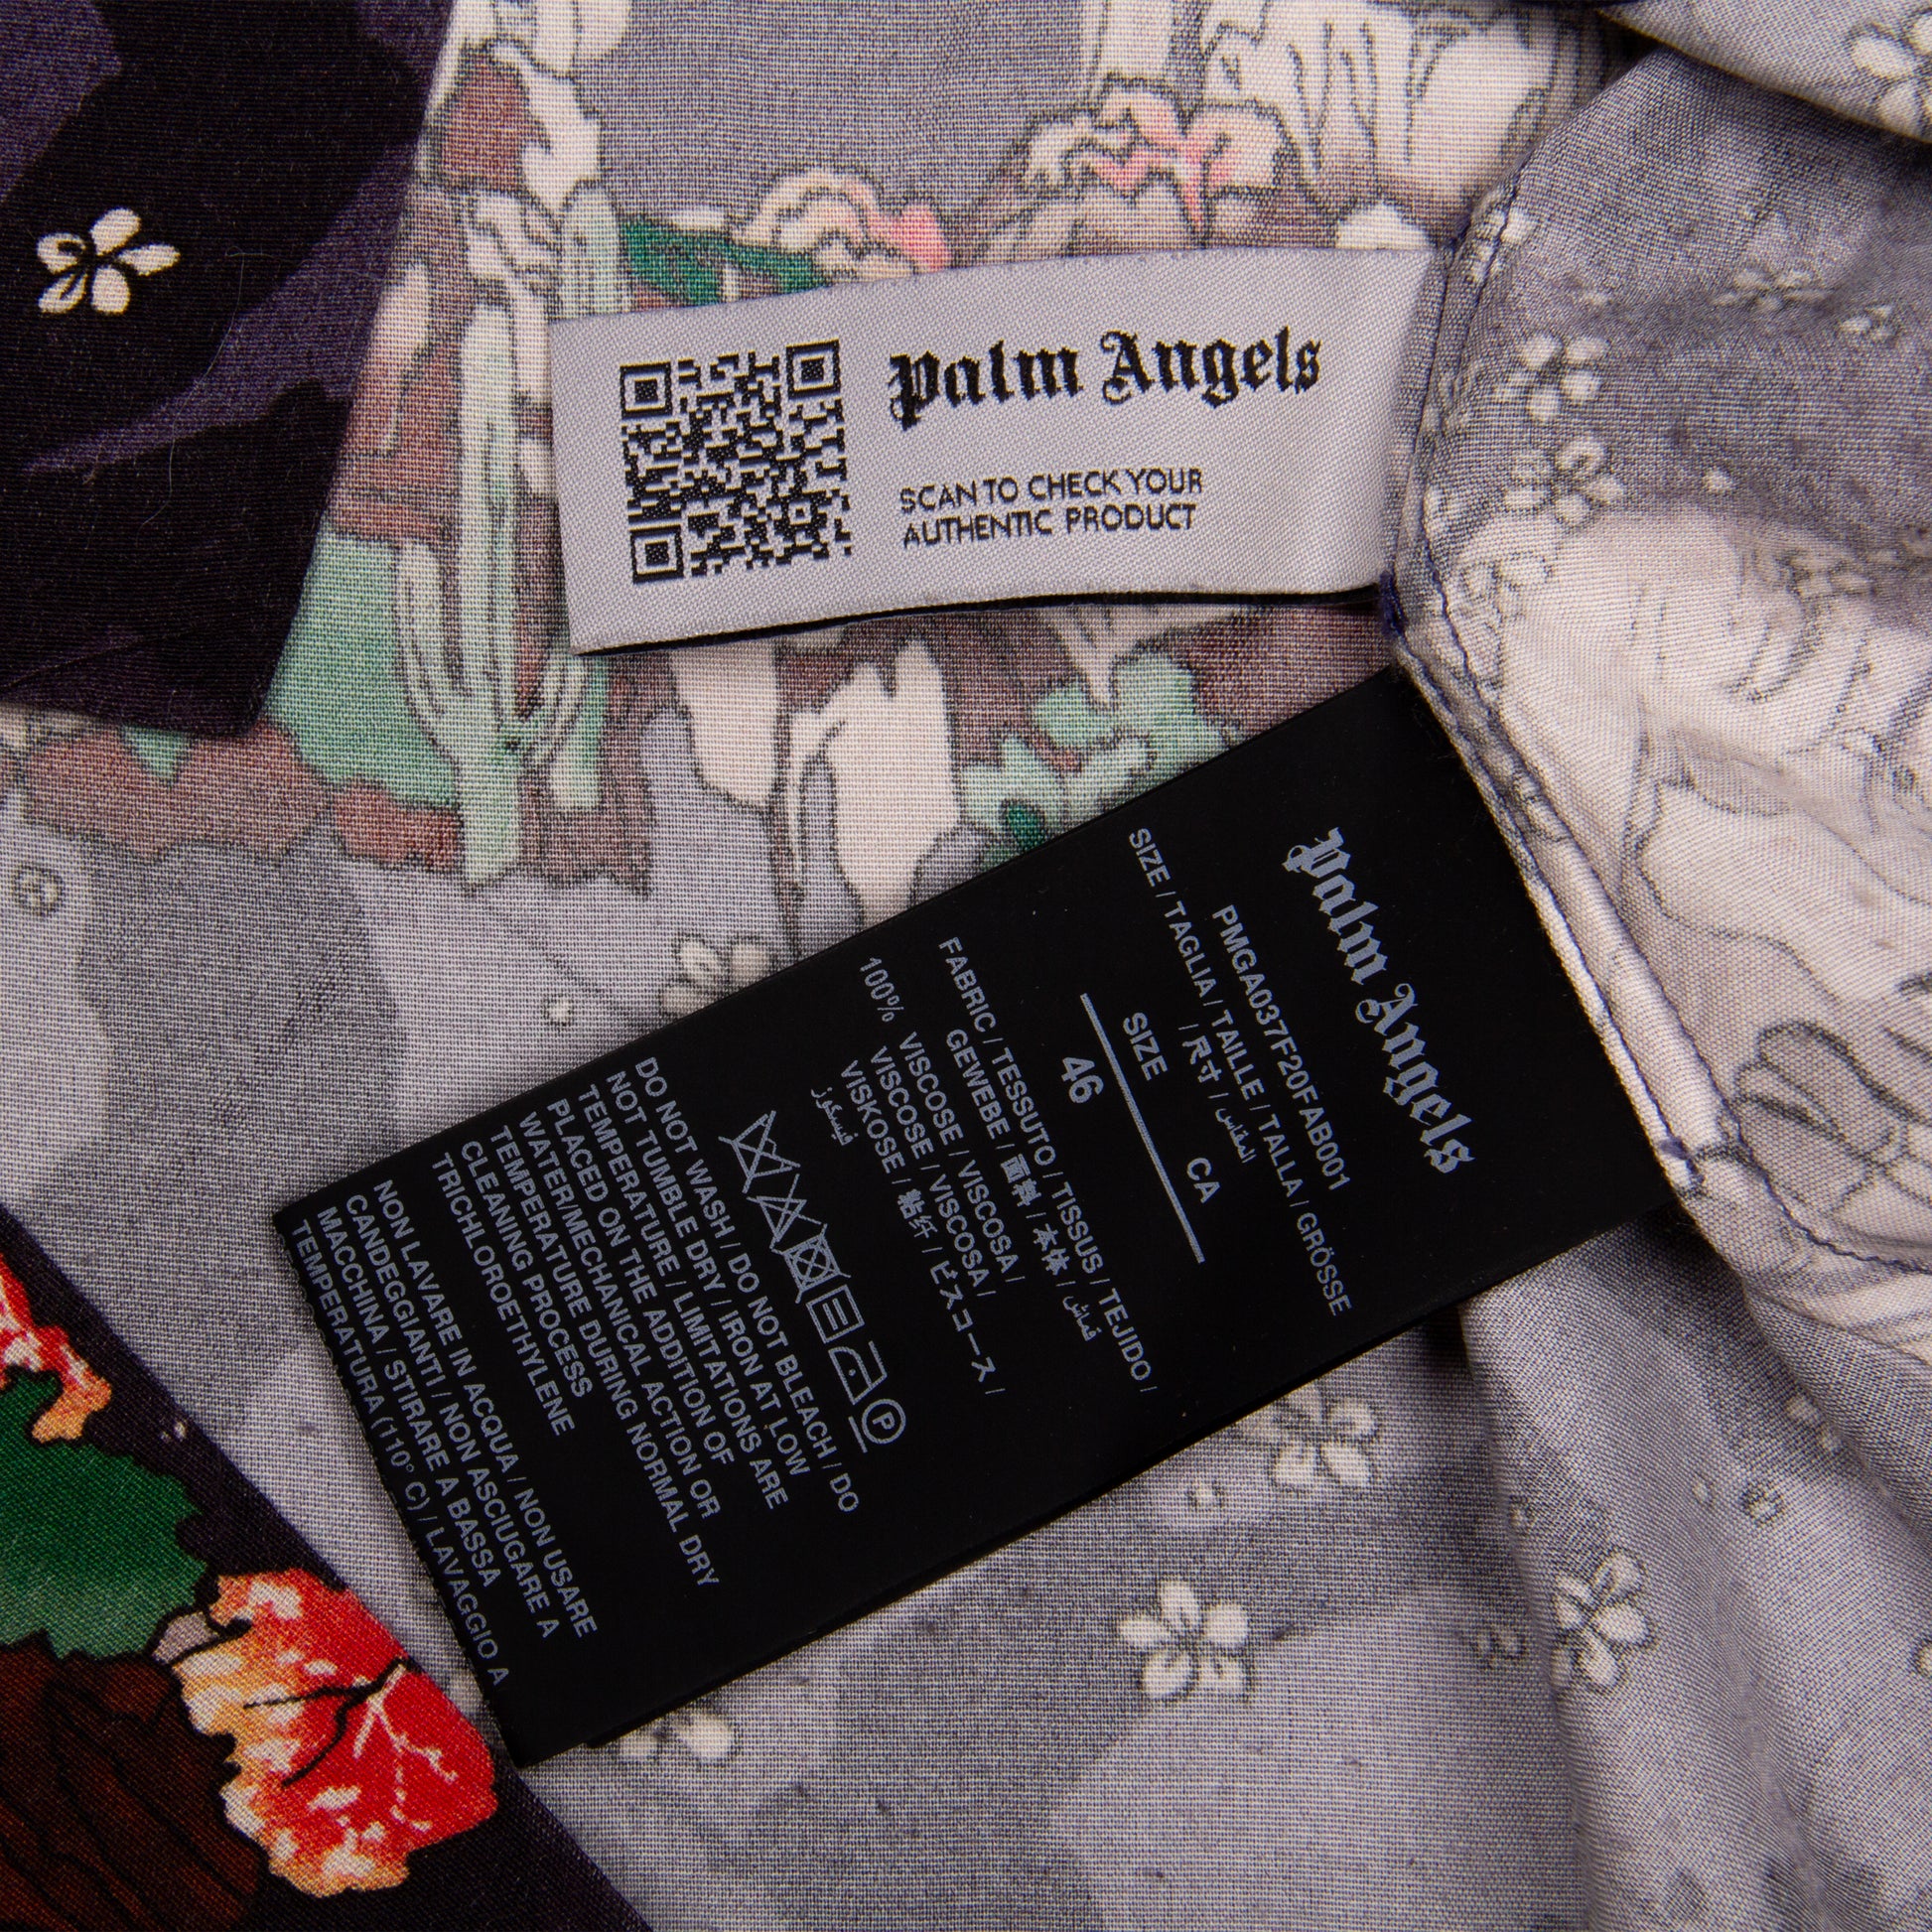 Palm Angels
SCAN TO CHECK YOUR
AUTHENTIC PRODUCT
Palm Angels
PMGA037F20FAB001
SIZE / TAGLIA / TAILLE / TALLA / GRÖSSE
/ 尺寸 / المقاس
SIZE CA
46
FABRIC / TESSUTO / TISSUS / TEJIDO /
GEWEBE / 面料 / 本体 / قماش
100% VISCOSE / VISCOSA /
VISCOSE / VISCOSA /
VISKOSE / 粘纤 / ビスコース /
فيسكوز
P
DO NOT WASH / DO NOT BLEACH / DO
NOT TUMBLE DRY / IRON AT LOW
TEMPERATURE / LIMITATIONS ARE
PLACED ON THE ADDITION OF
WATER/MECHANICAL ACTION OR
TEMPERATURE DURING NORMAL DRY
CLEANING PROCESS
TRICHLOROETHYLENE
NON LAVARE IN ACQUA / NON USARE
CANDEGGIANTI / NON ASCIUGARE A
MACCHINA / STIRARE A BASSA
TEMPERATURA (110° C) / LAVAGGIO A